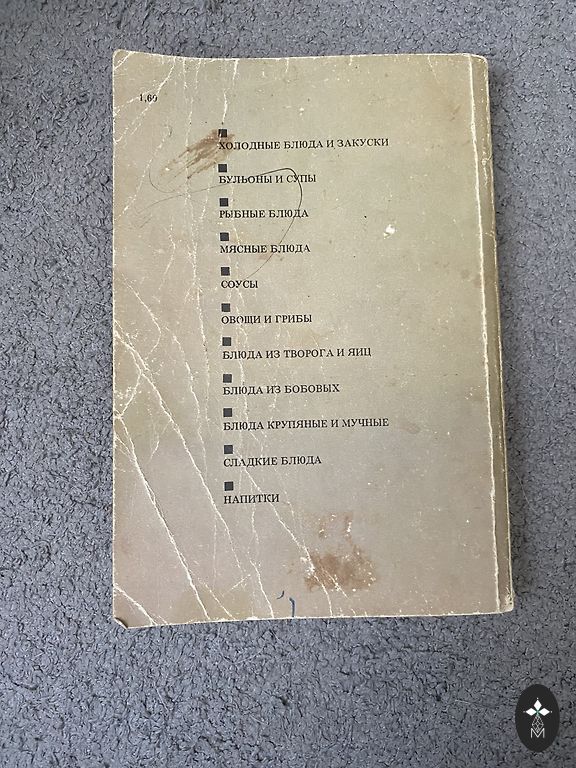 1.60
ХОЛОДНЫЕ БЛЮДА И ЗАКУСКИ
БУЛЬОНЫ И СУПЫ
РЫБНЫЕ БЛЮДА
МЯСНЫЕ БЛЮДА
СОУСЫ
ОВОЩИ И ГРИБЫ
БЛЮДА ИЗ ТВОРОГА И ЯИЦ
БЛЮДА ИЗ БОБОВЫХ
БЛЮДА КРУПЯНЫЕ И МУЧНЫЕ
СЛАДКИЕ БЛЮДА
НАПИТКИ